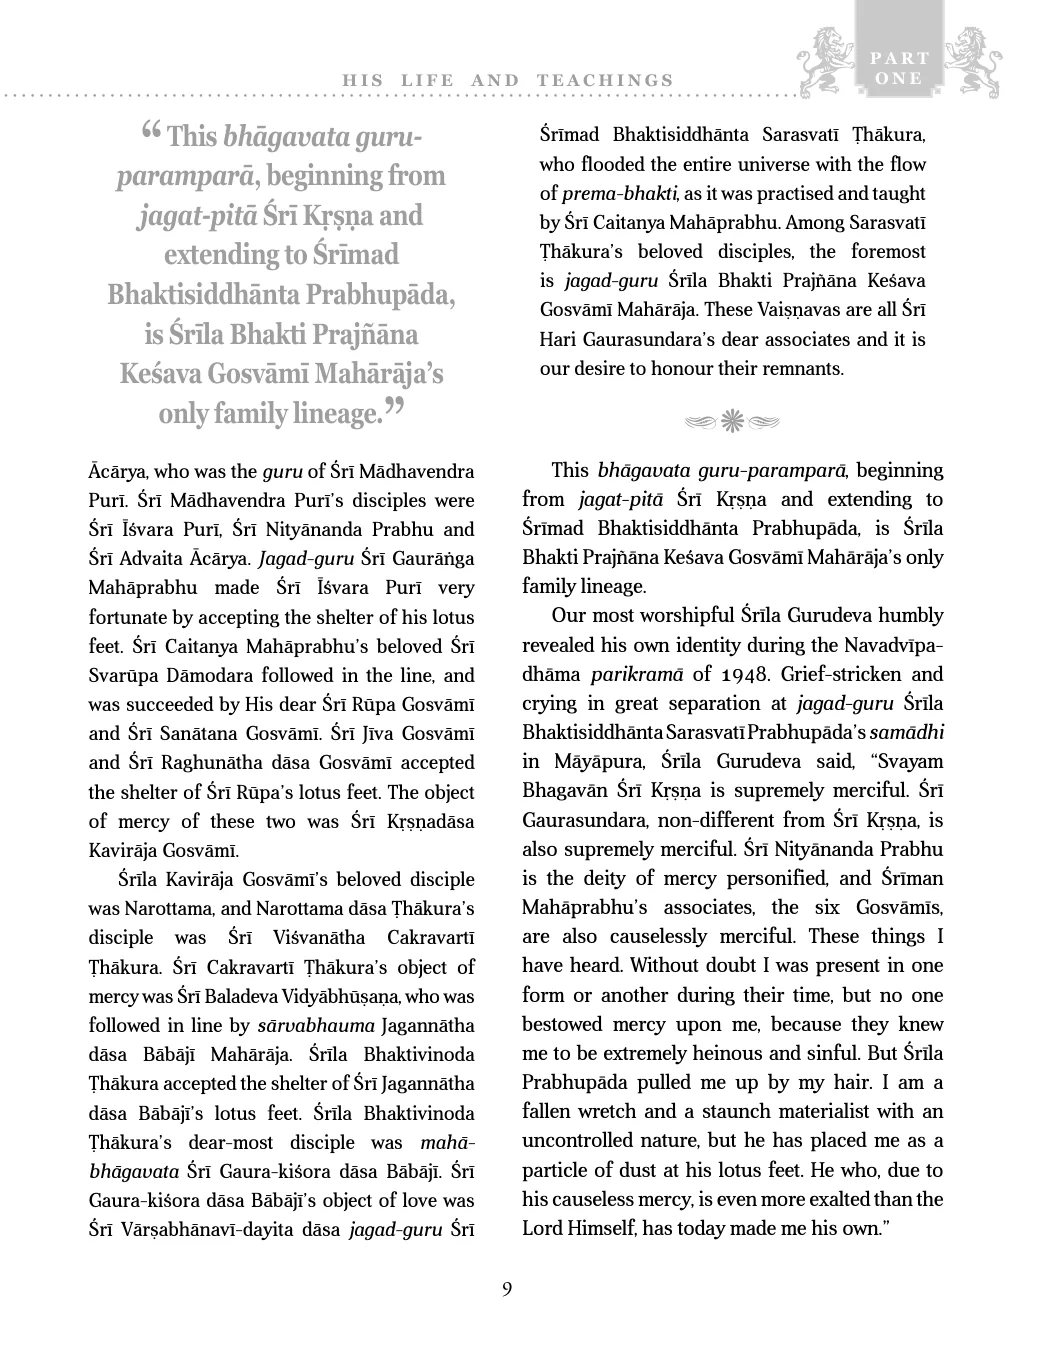 HIS LIFE AND TEACHINGS
PART
ONE
“ This bhāgavata guru-
paramparā, beginning from
jagat-pitā Śrī Kṛṣṇa and
extending to Śrīmad
Bhaktisiddhānta Prabhupāda,
is Śrīla Bhakti Prajñāna
Keśava Gosvāmī Mahārāja’s
only family lineage.”
Ācārya, who was the guru of Śrī Mādhavendra
Purī. Śrī Mādhavendra Purī’s disciples were
Śrī Īśvara Purī, Śrī Nityānanda Prabhu and
Śrī Advaita Ācārya. Jagad-guru Śrī Gaurāṅga
Mahāprabhu made Śrī Īśvara Purī very
fortunate by accepting the shelter of his lotus
feet. Śrī Caitanya Mahāprabhu’s beloved Śrī
Svarūpa Dāmodara followed in the line, and
was succeeded by His dear Śrī Rūpa Gosvāmī
and Śrī Sanātana Gosvāmī. Śrī Jīva Gosvāmī
and Śrī Raghunātha dāsa Gosvāmī accepted
the shelter of Śrī Rūpa’s lotus feet. The object
of mercy of these two was Śrī Kṛṣṇadāsa
Kavirāja Gosvāmī.
Śrīla Kavirāja Gosvāmī’s beloved disciple
was Narottama, and Narottama dāsa Ṭhākura’s
disciple was Śrī Viśvanātha Cakravartī
Ṭhākura. Śrī Cakravartī Ṭhākura’s object of
mercy was Śrī Baladeva Vidyābhūṣaṇa, who was
followed in line by sārvabhauma Jagannātha
dāsa Bābājī Mahārāja. Śrīla Bhaktivinoda
Ṭhākura accepted the shelter of Śrī Jagannātha
dāsa Bābājī’s lotus feet. Śrīla Bhaktivinoda
Ṭhākura’s dear-most disciple was mahā-
bhāgavata Śrī Gaura-kiśora dāsa Bābājī. Śrī
Gaura-kiśora dāsa Bābājī’s object of love was
Śrī Vārṣabhānavī-dayita dāsa jagad-guru Śrī
Śrīmad Bhaktisiddhānta Sarasvatī Ṭhākura,
who flooded the entire universe with the flow
of prema-bhakti, as it was practised and taught
by Śrī Caitanya Mahāprabhu. Among Sarasvatī
Ṭhākura’s beloved disciples, the foremost
is jagad-guru Śrīla Bhakti Prajñāna Keśava
Gosvāmī Mahārāja. These Vaiṣṇavas are all Śrī
Hari Gaurasundara’s dear associates and it is
our desire to honour their remnants.
This bhāgavata guru-paramparā, beginning
from jagat-pitā Śrī Kṛṣṇa and extending to
Śrīmad Bhaktisiddhānta Prabhupāda, is Śrīla
Bhakti Prajñāna Keśava Gosvāmī Mahārāja’s only
family lineage.
Our most worshipful Śrīla Gurudeva humbly
revealed his own identity during the Navadvīpa-
dhāma parikramā of 1948. Grief-stricken and
crying in great separation at jagad-guru Śrīla
Bhaktisiddhānta Sarasvatī Prabhupāda’s samādhi
in Māyāpura, Śrīla Gurudeva said, “Svayam
Bhagavān Śrī Kṛṣṇa is supremely merciful. Śrī
Gaurasundara, non-different from Śrī Kṛṣṇa, is
also supremely merciful. Śrī Nityānanda Prabhu
is the deity of mercy personified, and Śrīman
Mahāprabhu’s associates, the six Gosvāmīs,
are also causelessly merciful. These things I
have heard. Without doubt I was present in one
form or another during their time, but no one
bestowed mercy upon me, because they knew
me to be extremely heinous and sinful. But Śrīla
Prabhupāda pulled me up by my hair. I am a
fallen wretch and a staunch materialist with an
uncontrolled nature, but he has placed me as a
particle of dust at his lotus feet. He who, due to
his causeless mercy, is even more exalted than the
Lord Himself, has today made me his own.”
9